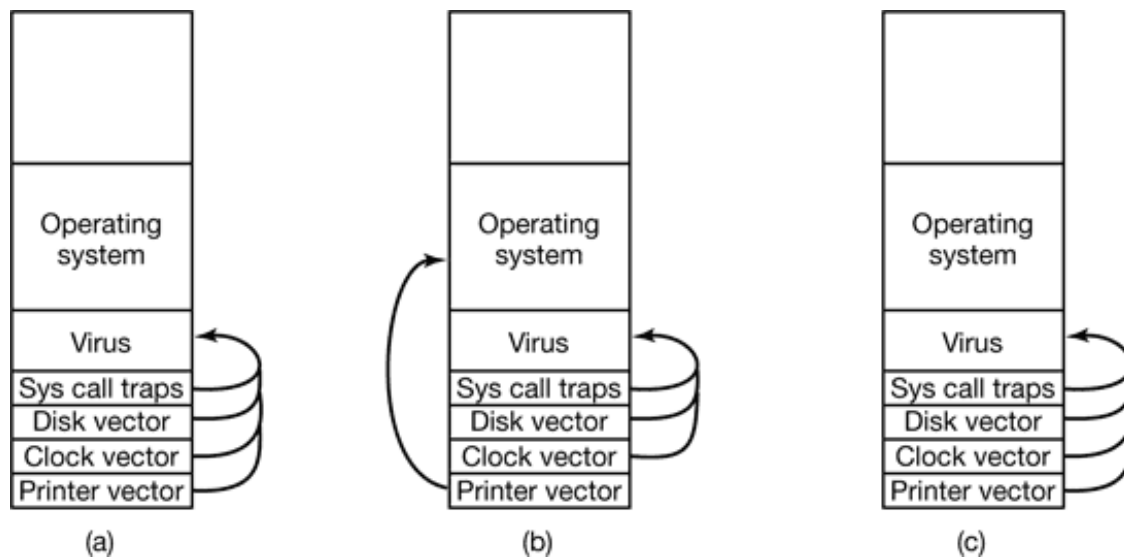 Operating
system
Virus
Sys call traps
Disk vector
Clock vector
Printer vector
(a)
Operating
system
Virus
Sys call traps
Disk vector
Clock vector
Printer vector
(b)
Operating
system
Virus
Sys call traps
Disk vector
Clock vector
Printer vector
(c)